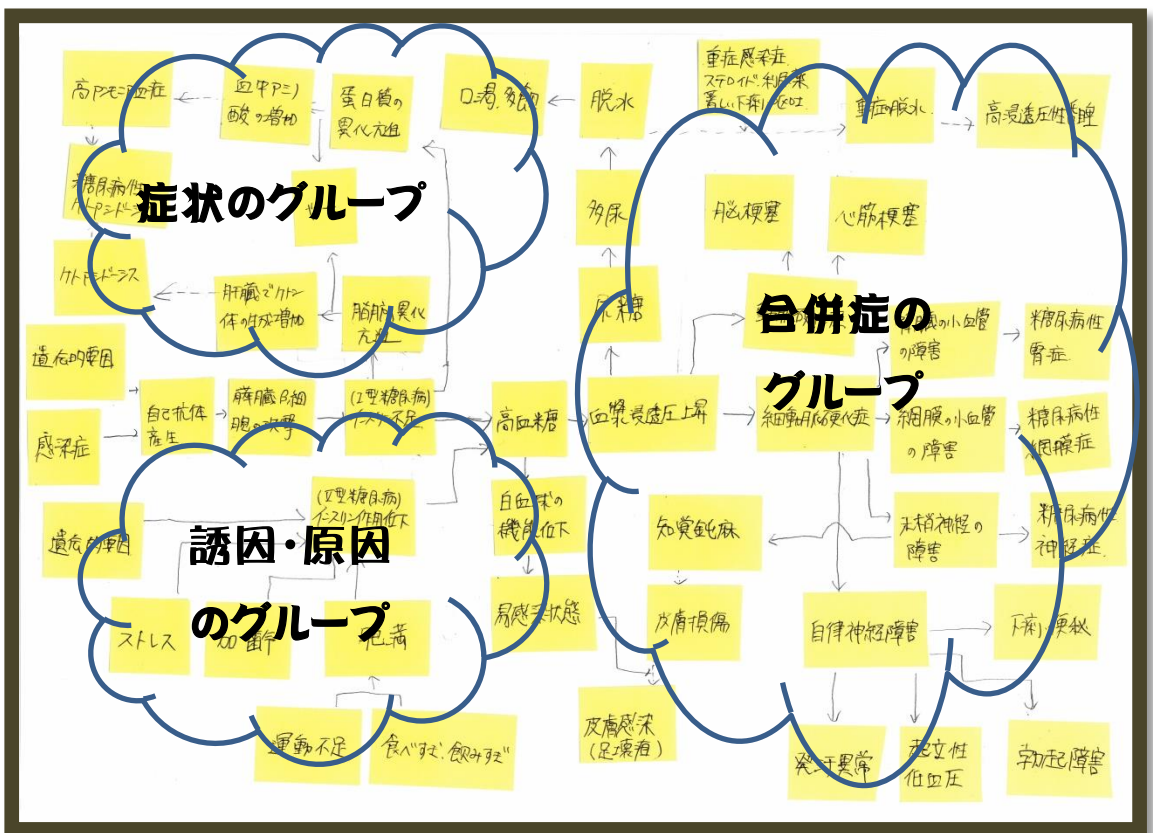 高アンモニア血症
血中アミノ
酸の増加
蛋白質の
異化亢進
口渇、多飲
脱水
重症感染症
ステロイド、利尿薬
重症の脱水
高浸透圧性昏睡
糖尿病性
症状のグループ
多尿
脳梗塞
心筋梗塞
ケトアシドーシス
肝臓でケトン
体の生成増加
脂肪の異化
亢進
尿糖
合併症の
グループ
の小血管
の障害
糖尿病性
腎症
遺伝的要因
感染症
自己抗体
産生
膵臓β細
胞の攻撃
(I型糖尿病)
インスリン不足
高血糖
血漿浸透圧上昇
細動脈硬化症
網膜の小血管
の障害
糖尿病性
網膜症
遺伝的要因
(II型糖尿病)
インスリン作用低下
白血球の
機能低下
誘因・原因
のグループ
知覚鈍麻
末梢神経の
障害
糖尿病性
神経症
ストレス
加齢
肥満
易感染状態
皮膚損傷
自律神経障害
下痢、便秘
運動不足
食べすぎ、飲みすぎ
皮膚感染
(足壊疽)
発汗異常
起立性
低血圧
勃起障害